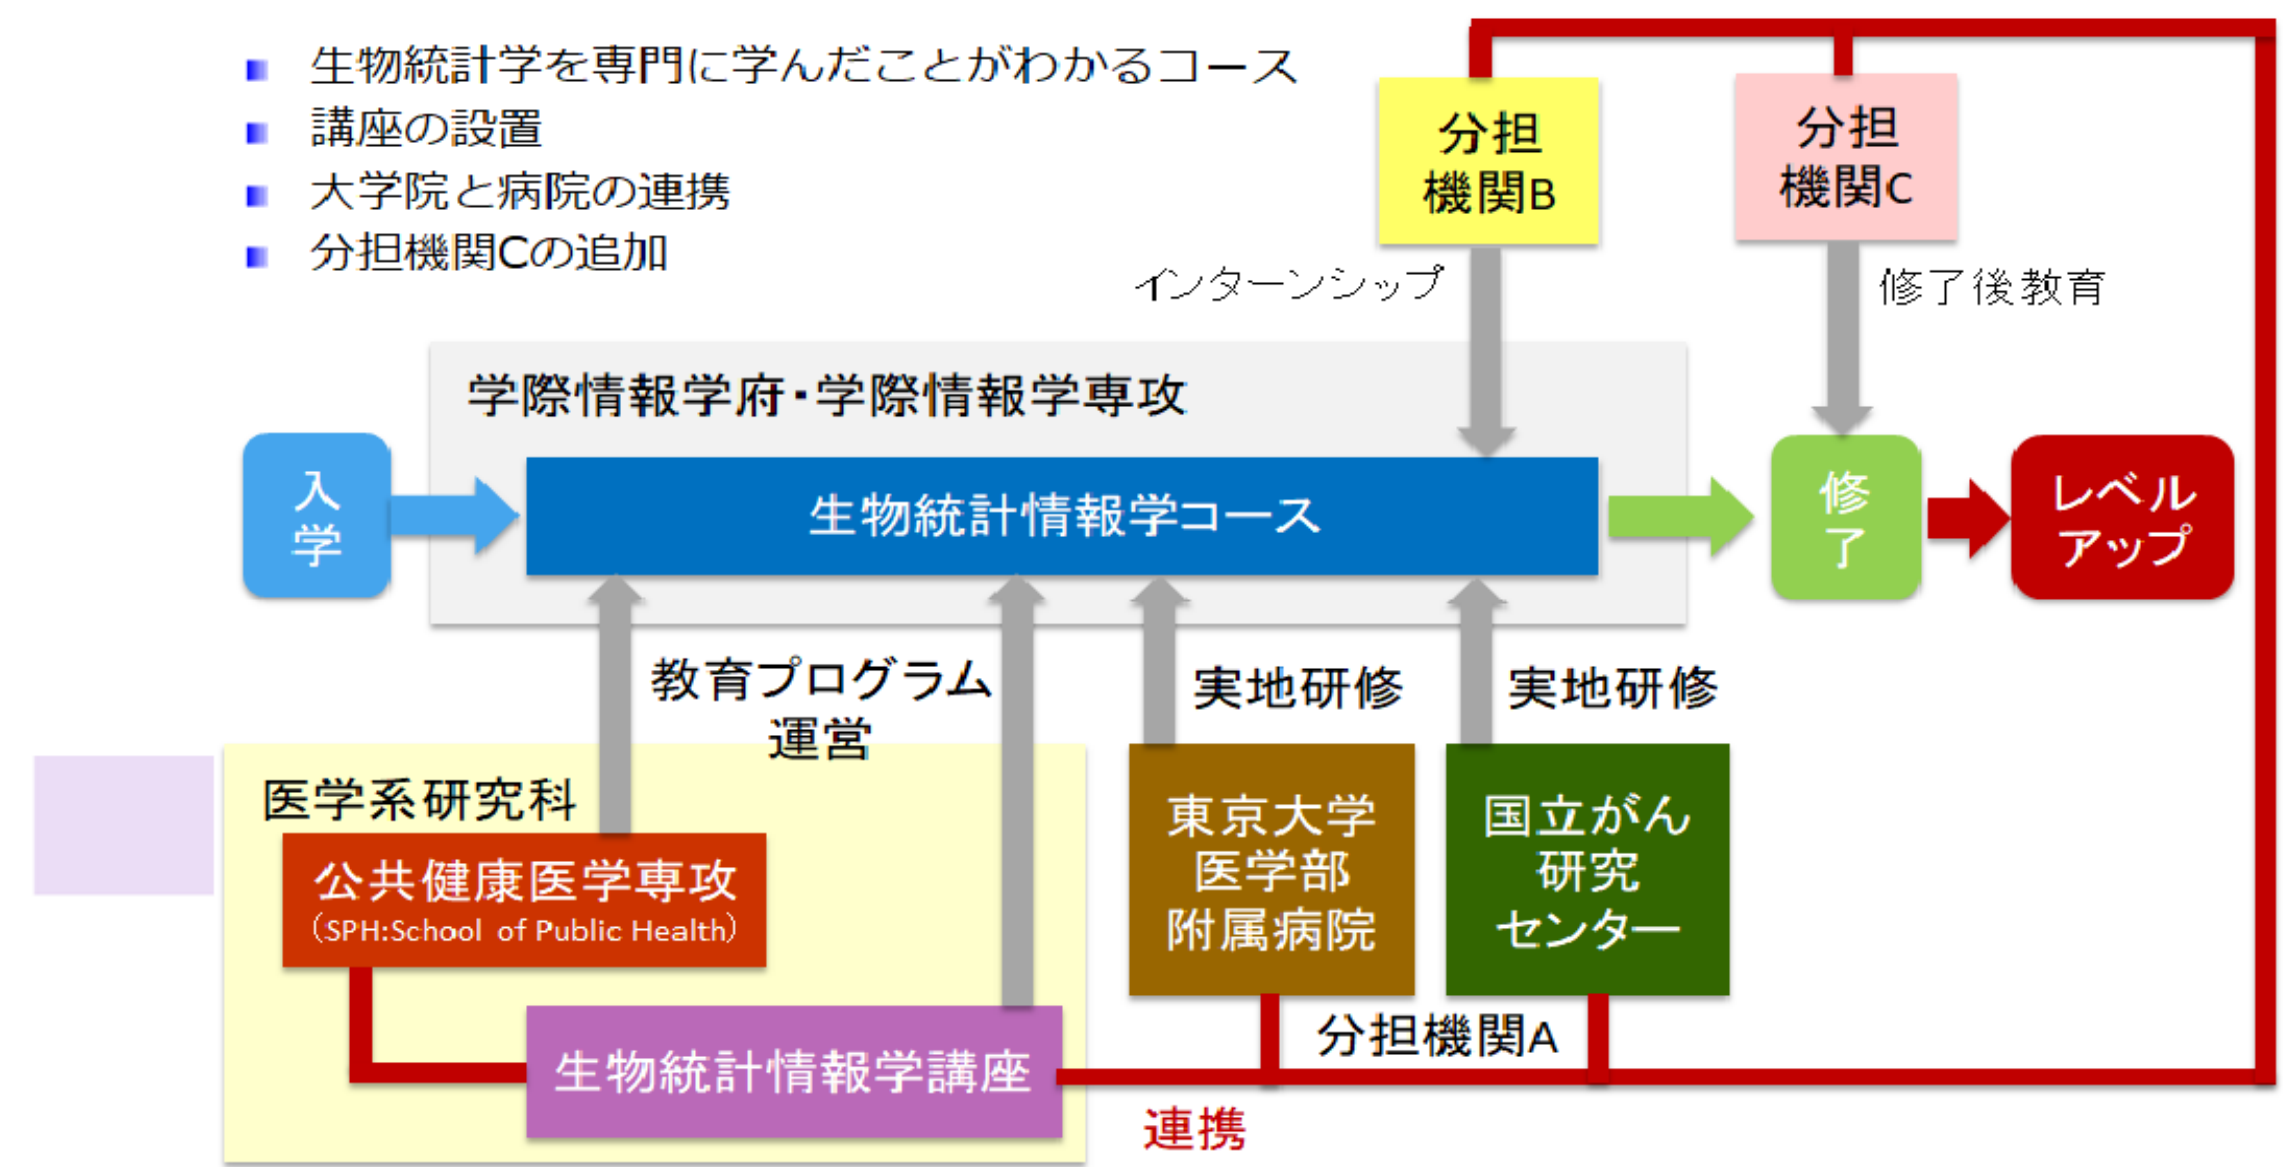 生物統計学を専門に学んだことがわかるコース
講座の設置
大学院と病院の連携
分担機関Cの追加
分担
機関B
分担
機関C
インターンシップ
修了後教育
学際情報学府・学際情報学専攻
入
学
生物統計情報学コース
修
了
レベル
アップ
教育プログラム
運営
実地研修
実地研修
医学系研究科
公共健康医学専攻
（SPH:School of Public Health）
東京大学
医学部
附属病院
国立がん
研究
センター
分担機関A
生物統計情報学講座
連携